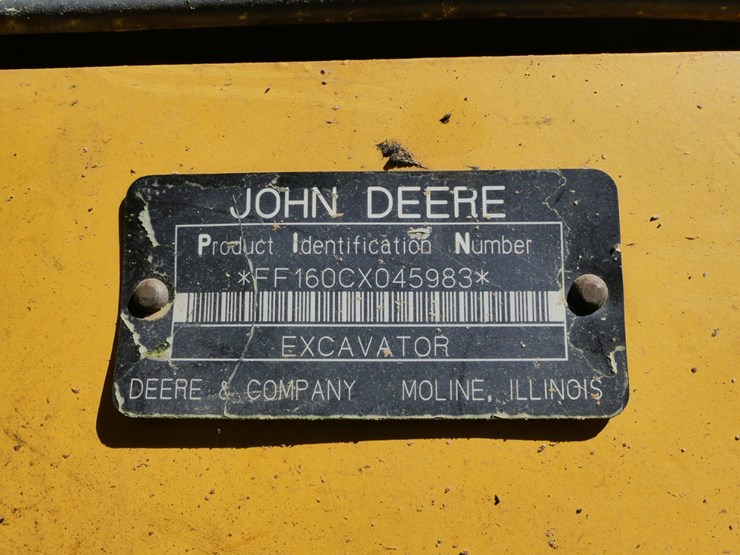 JOHN DEERE
Product Identification Number
*FF160CX045983*
EXCAVATOR
DEERE & COMPANY MOLINE, ILLINOIS